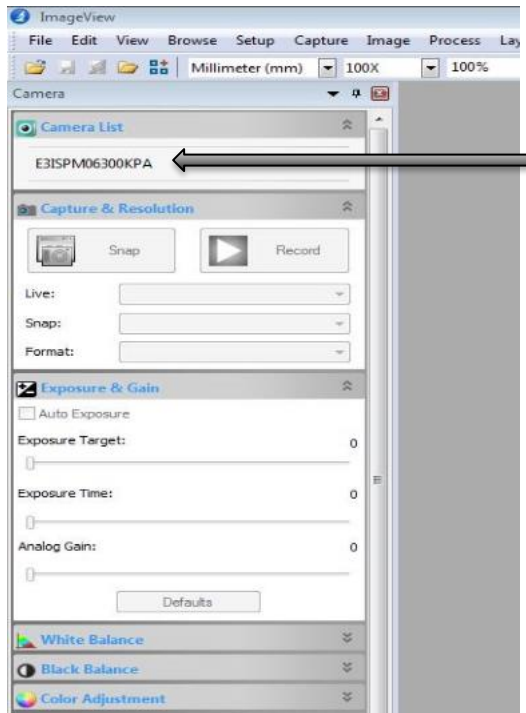 ImageView
File Edit View Browse Setup Capture Image Process Lay
Millimeter (mm) 100X 100%
Camera
Camera List
E3ISPM06300KPA
Capture & Resolution
Snap Record
Live:
Snap:
Format:
Exposure & Gain
Auto Exposure
Exposure Target: 0
Exposure Time: 0
Analog Gain: 0
Defaults
White Balance
Black Balance
Color Adjustment